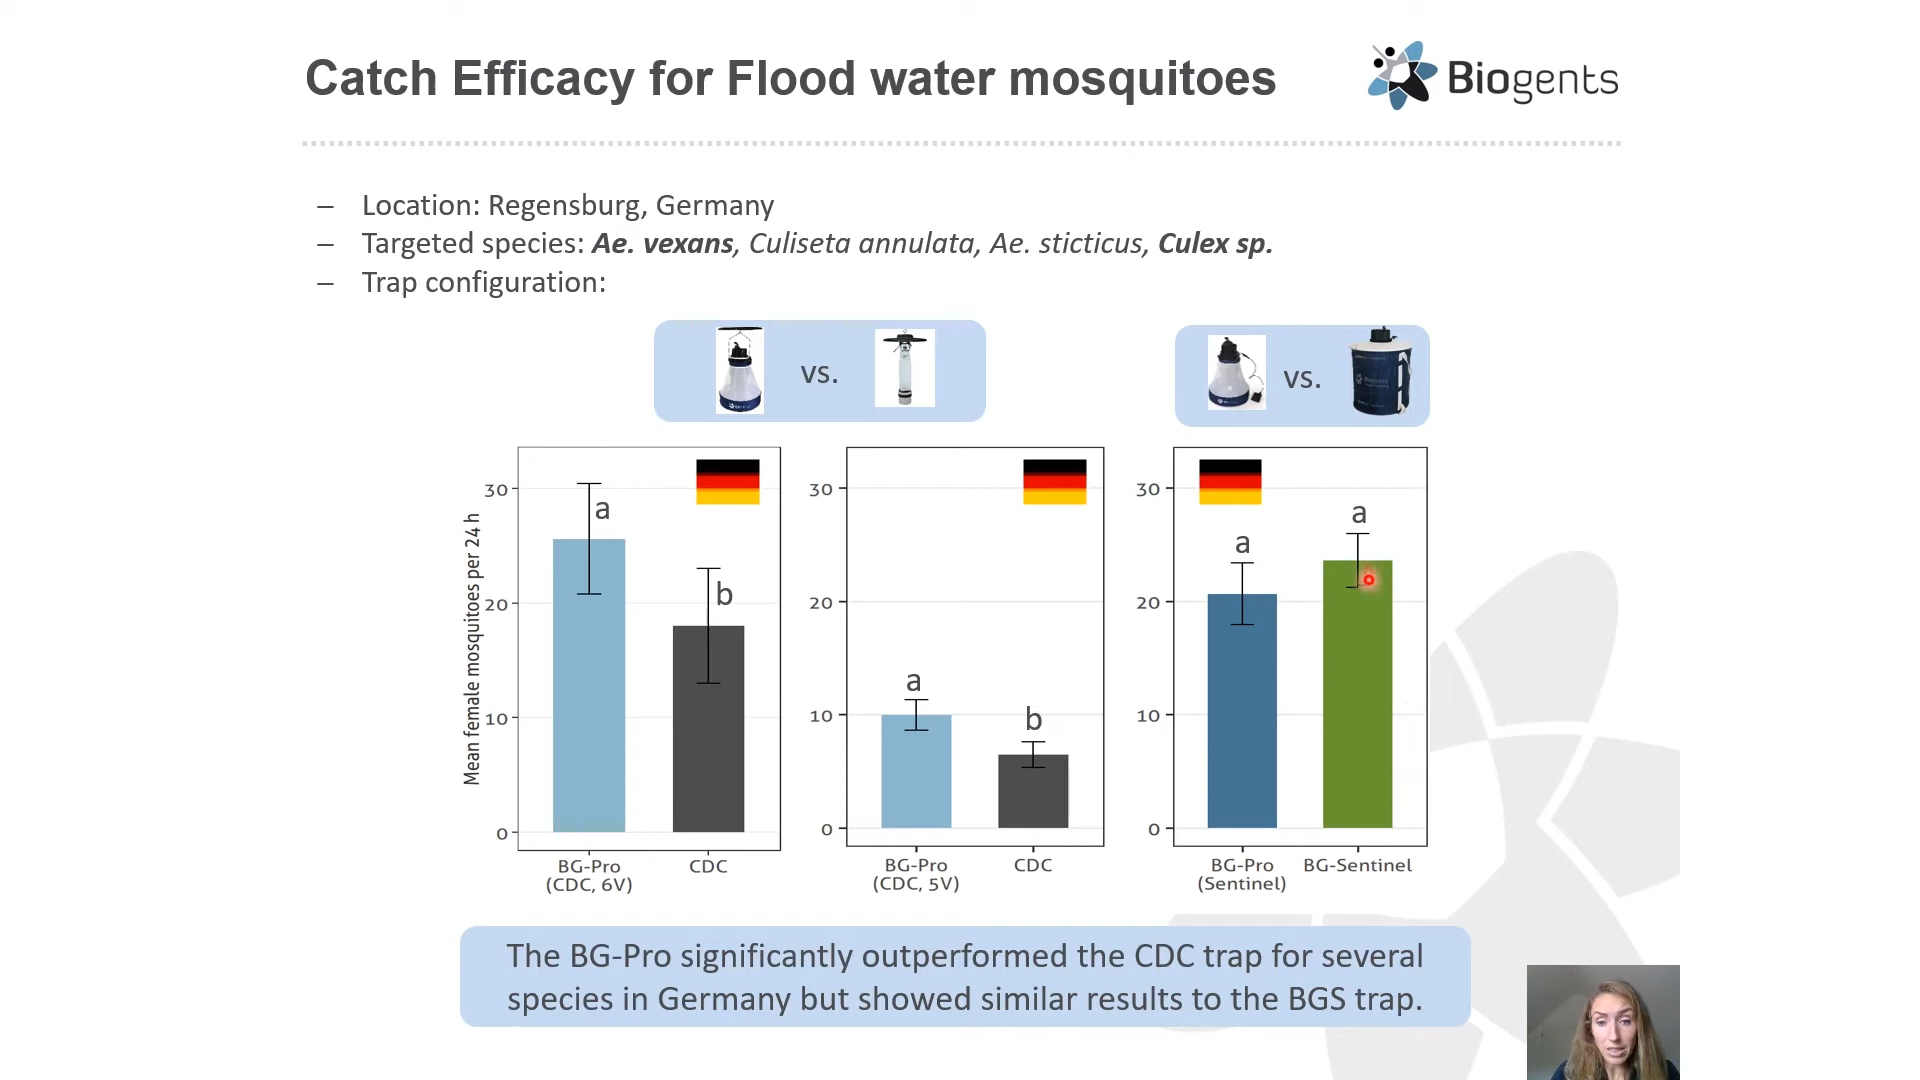 Catch Efficacy for Flood water mosquitoes
Biogents
– Location: Regensburg, Germany
– Targeted species: Ae. vexans, Culiseta annulata, Ae. sticticus, Culex sp.
– Trap configuration:
vs.
vs.
Mean female mosquitoes per 24 h
30
20
10
0
a
b
BG-Pro
(CDC, 6V)
CDC
30
20
10
0
a
b
BG-Pro
(CDC, 5V)
CDC
30
20
10
0
a
a
BG-Pro
(Sentinel)
BG-Sentinel
The BG-Pro significantly outperformed the CDC trap for several
species in Germany but showed similar results to the BGS trap.